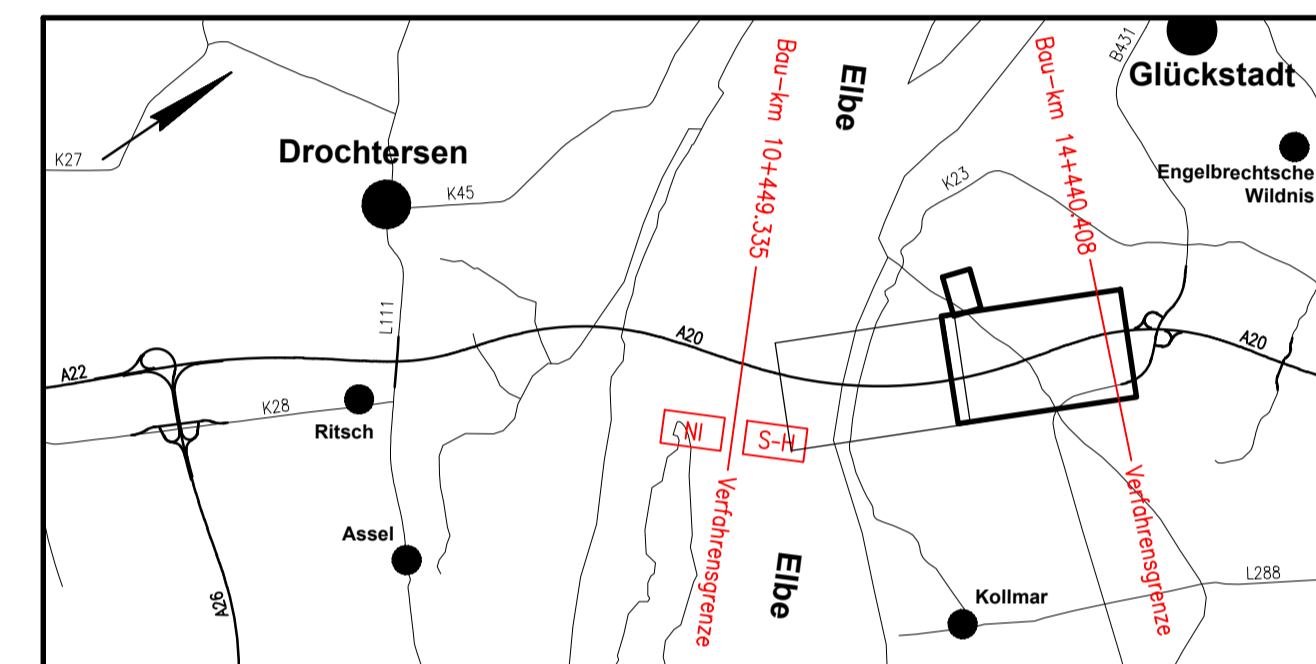 Bau-km 10+449.335
Elbe
Bau-km 14+440.408
B431
Glückstadt
K27
Drochtersen
K45
K23
Engelbrechtsche
Wildnis
L111
A22
A20
A20
K28
Ritsch
NI
S-H
Verfahrensgrenze
Verfahrensgrenze
Assel
Elbe
A26
Kollmar
L288